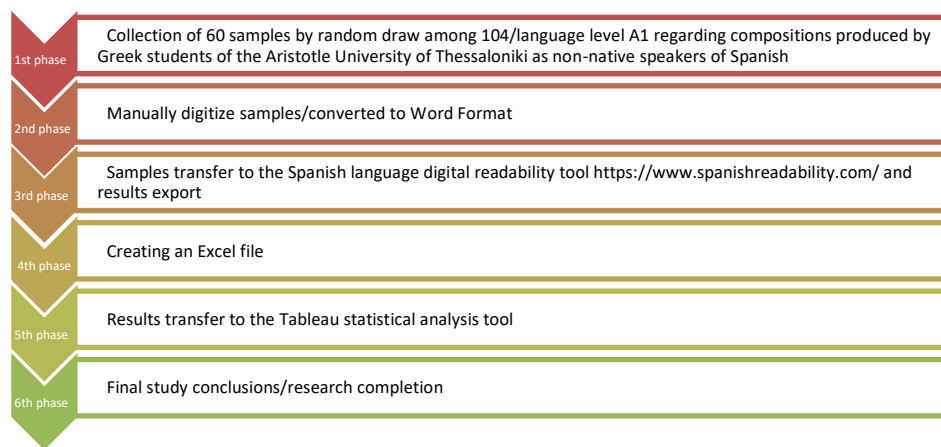 1st phase
Collection of 60 samples by random draw among 104/language level A1 regarding compositions produced by
Greek students of the Aristotle University of Thessaloniki as non-native speakers of Spanish
2nd phase
Manually digitize samples/converted to Word Format
3rd phase
Samples transfer to the Spanish language digital readability tool https://www.spanishreadability.com/ and
results export
4th phase
Creating an Excel file
5th phase
Results transfer to the Tableau statistical analysis tool
6th phase
Final study conclusions/research completion